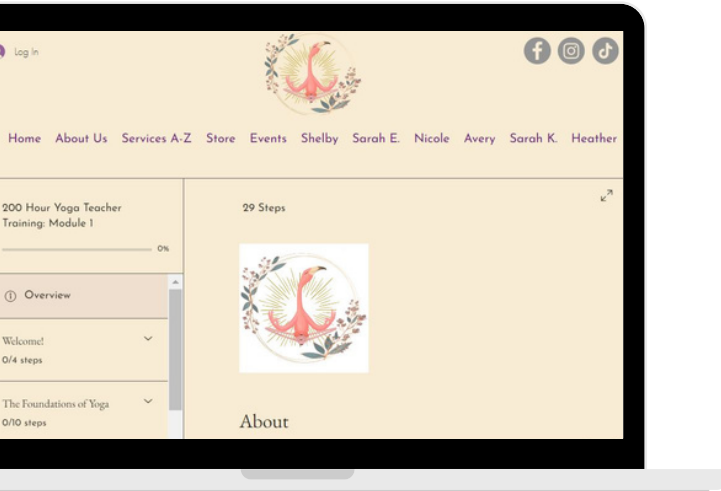 Log In
Home About Us Services A-Z Store Events Shelby Sarah E. Nicole Avery Sarah K. Heather
200 Hour Yoga Teacher
Training: Module 1
0%
Overview
Welcome!
0/4 steps
The Foundations of Yoga
0/10 steps
29 Steps
About